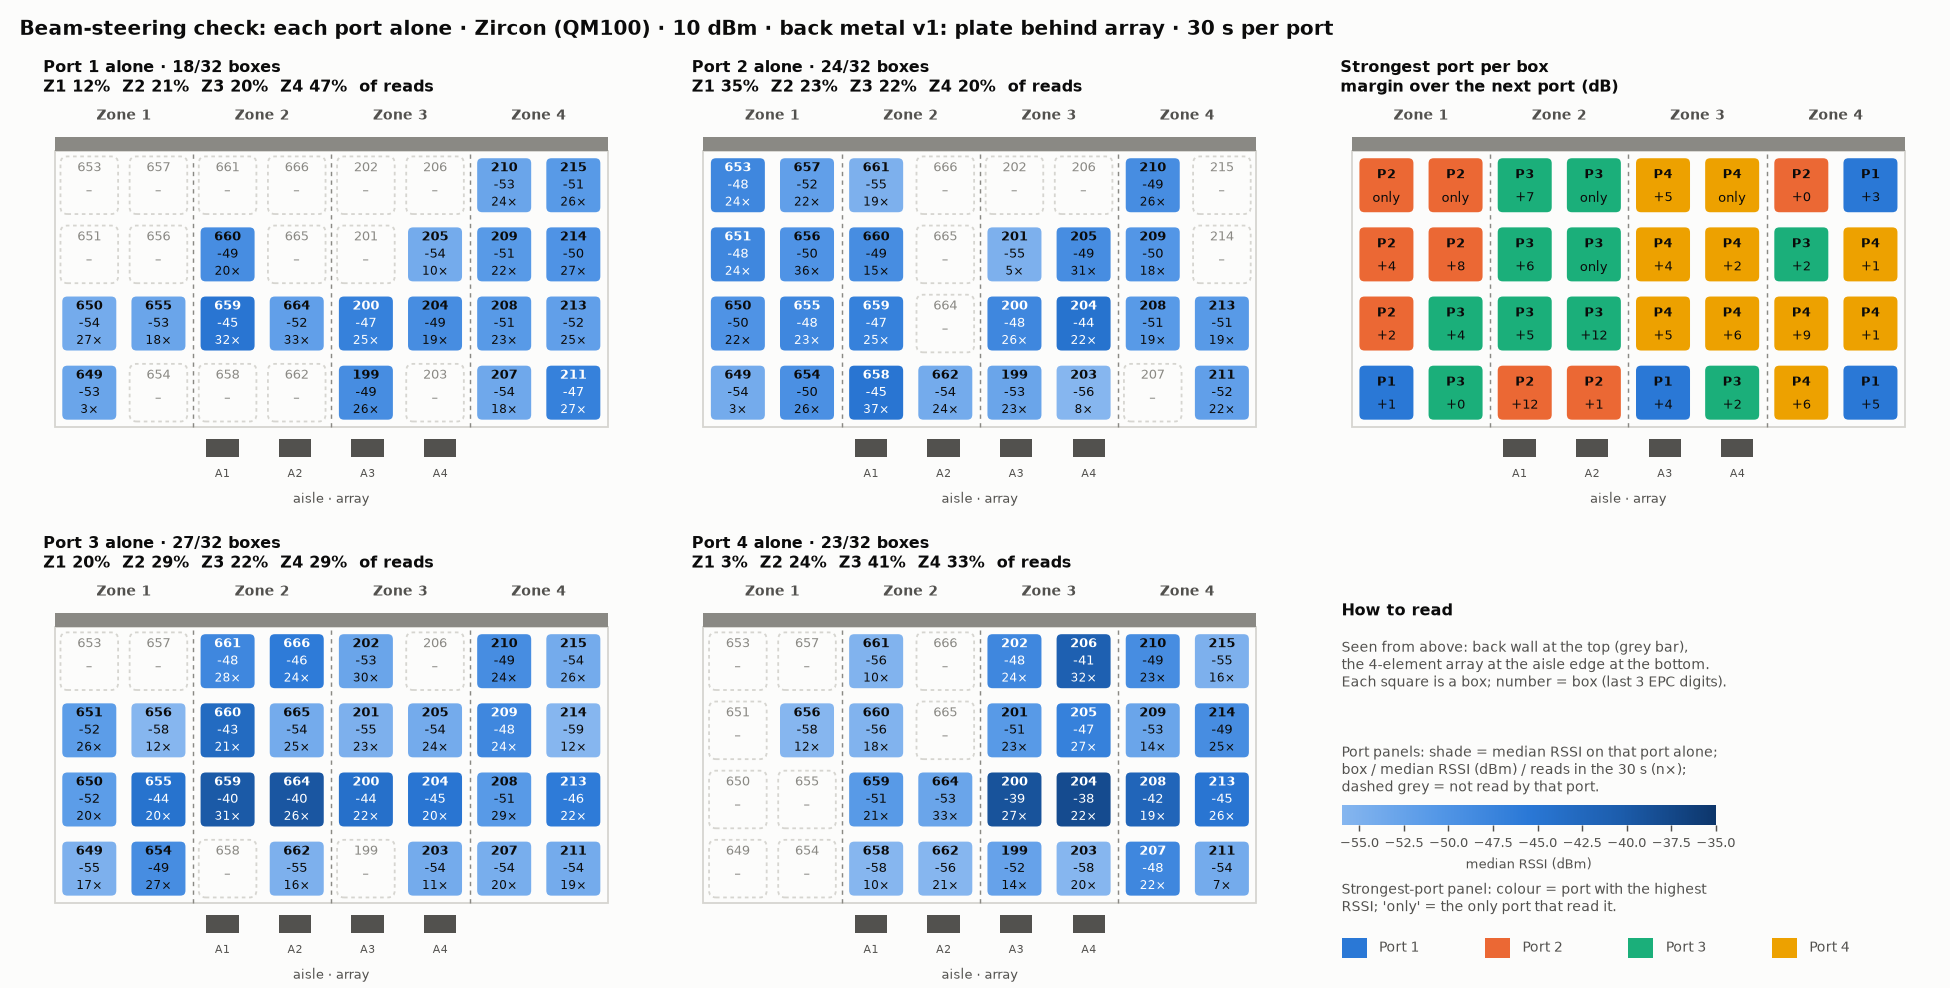 Beam-steering check: each port alone · Zircon (QM100) · 10 dBm · back metal v1: plate behind array · 30 s per port
Port 1 alone · 18/32 boxes
Z1 12%  Z2 21%  Z3 20%  Z4 47%  of reads
Zone 1 Zone 2 Zone 3 Zone 4
653 657 661 666 202 206 210 215
– – – – – – -53 -51
24× 26×
651 656 660 665 201 205 209 214
– – -49 – – -54 -51 -50
20× 10× 22× 27×
650 655 659 664 200 204 208 213
-54 -53 -45 -52 -47 -49 -51 -52
27× 18× 32× 33× 25× 19× 23× 25×
649 654 658 662 199 203 207 211
-53 – – – -49 – -54 -47
3× 26× 18× 27×
A1 A2 A3 A4
aisle · array
Port 2 alone · 24/32 boxes
Z1 35%  Z2 23%  Z3 22%  Z4 20%  of reads
Zone 1 Zone 2 Zone 3 Zone 4
653 657 661 666 202 206 210 215
-48 -52 -55 – – – -49 –
24× 22× 19× 26×
651 656 660 665 201 205 209 214
-48 -50 -49 – -55 -49 -50 –
24× 36× 15× 5× 31× 18×
650 655 659 664 200 204 208 213
-50 -48 -47 – -48 -44 -51 -51
22× 23× 25× 26× 22× 19× 19×
649 654 658 662 199 203 207 211
-54 -50 -45 -54 -53 -56 – -52
3× 26× 37× 24× 23× 8× 22×
A1 A2 A3 A4
aisle · array
Strongest port per box
margin over the next port (dB)
Zone 1 Zone 2 Zone 3 Zone 4
P2 P2 P3 P3 P4 P4 P2 P1
only only +7 only +5 only +0 +3
P2 P2 P3 P3 P4 P4 P3 P4
+4 +8 +6 only +4 +2 +2 +1
P2 P3 P3 P3 P4 P4 P4 P4
+2 +4 +5 +12 +5 +6 +9 +1
P1 P3 P2 P2 P1 P3 P4 P1
+1 +0 +12 +1 +4 +2 +6 +5
A1 A2 A3 A4
aisle · array
Port 3 alone · 27/32 boxes
Z1 20%  Z2 29%  Z3 22%  Z4 29%  of reads
Zone 1 Zone 2 Zone 3 Zone 4
653 657 661 666 202 206 210 215
– – -48 -46 -53 – -49 -54
28× 24× 30× 24× 26×
651 656 660 665 201 205 209 214
-52 -58 -43 -54 -55 -54 -48 -59
26× 12× 21× 25× 23× 24× 24× 12×
650 655 659 664 200 204 208 213
-52 -44 -40 -40 -44 -45 -51 -46
20× 20× 31× 26× 22× 20× 29× 22×
649 654 658 662 199 203 207 211
-55 -49 – -55 – -54 -54 -54
17× 27× 16× 11× 20× 19×
A1 A2 A3 A4
aisle · array
Port 4 alone · 23/32 boxes
Z1 3%  Z2 24%  Z3 41%  Z4 33%  of reads
Zone 1 Zone 2 Zone 3 Zone 4
653 657 661 666 202 206 210 215
– – -56 – -48 -41 -49 -55
10× 24× 32× 23× 16×
651 656 660 665 201 205 209 214
– -58 -56 – -51 -47 -53 -49
12× 18× 23× 27× 14× 25×
650 655 659 664 200 204 208 213
– – -51 -53 -39 -38 -42 -45
21× 33× 27× 22× 19× 26×
649 654 658 662 199 203 207 211
– – -58 -56 -52 -58 -48 -54
10× 21× 14× 20× 22× 7×
A1 A2 A3 A4
aisle · array
How to read
Seen from above: back wall at the top (grey bar),
the 4-element array at the aisle edge at the bottom.
Each square is a box; number = box (last 3 EPC digits).
Port panels: shade = median RSSI on that port alone;
box / median RSSI (dBm) / reads in the 30 s (n×);
dashed grey = not read by that port.
−55.0 −52.5 −50.0 −47.5 −45.0 −42.5 −40.0 −37.5 −35.0
median RSSI (dBm)
Strongest-port panel: colour = port with the highest
RSSI; 'only' = the only port that read it.
Port 1 Port 2 Port 3 Port 4